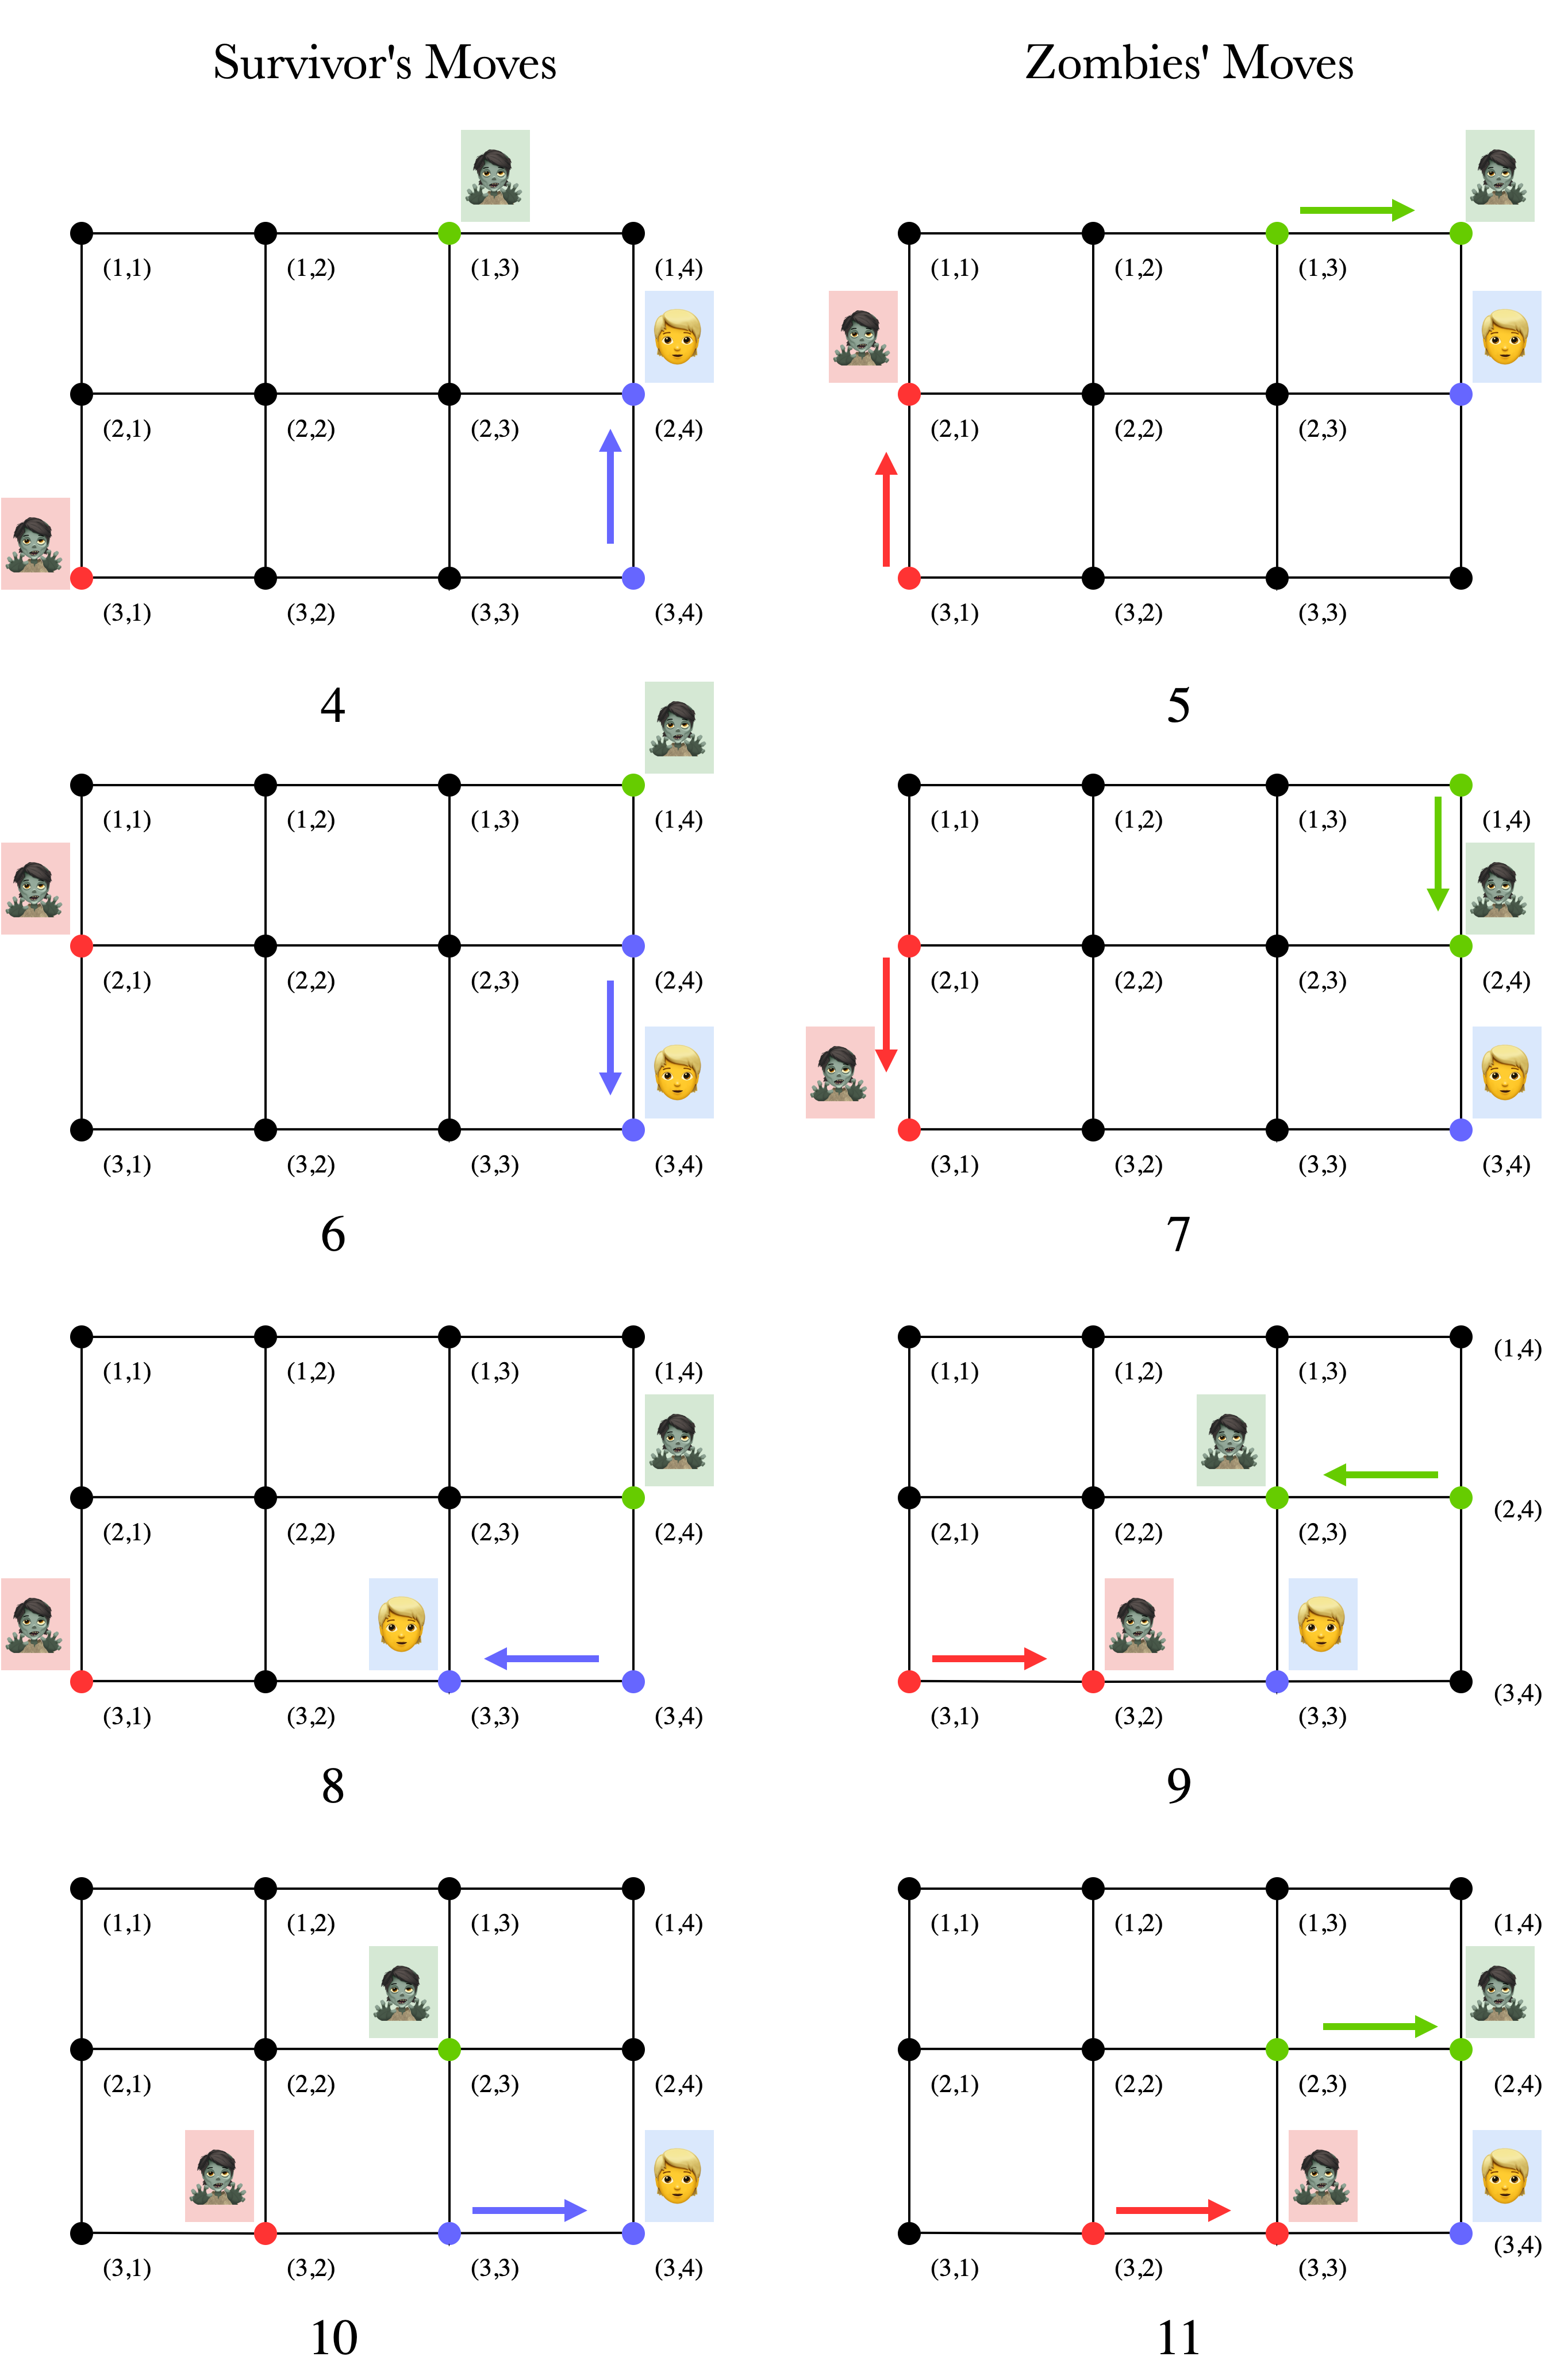 Survivor's Moves Zombies' Moves
(1,1) (1,2) (1,3) (1,4) (1,1) (1,2) (1,3)
(2,1) (2,2) (2,3) (2,4) (2,1) (2,2) (2,3)
(3,1) (3,2) (3,3) (3,4) (3,1) (3,2) (3,3)
4 5
(1,1) (1,2) (1,3) (1,4) (1,1) (1,2) (1,3) (1,4)
(2,1) (2,2) (2,3) (2,4) (2,1) (2,2) (2,3) (2,4)
(3,1) (3,2) (3,3) (3,4) (3,1) (3,2) (3,3) (3,4)
6 7
(1,1) (1,2) (1,3) (1,4) (1,1) (1,2) (1,3) (1,4)
(2,1) (2,2) (2,3) (2,4) (2,1) (2,2) (2,3) (2,4)
(3,1) (3,2) (3,3) (3,4) (3,1) (3,2) (3,3) (3,4)
8 9
(1,1) (1,2) (1,3) (1,4) (1,1) (1,2) (1,3) (1,4)
(2,1) (2,2) (2,3) (2,4) (2,1) (2,2) (2,3) (2,4)
(3,1) (3,2) (3,3) (3,4) (3,1) (3,2) (3,3) (3,4)
10 11